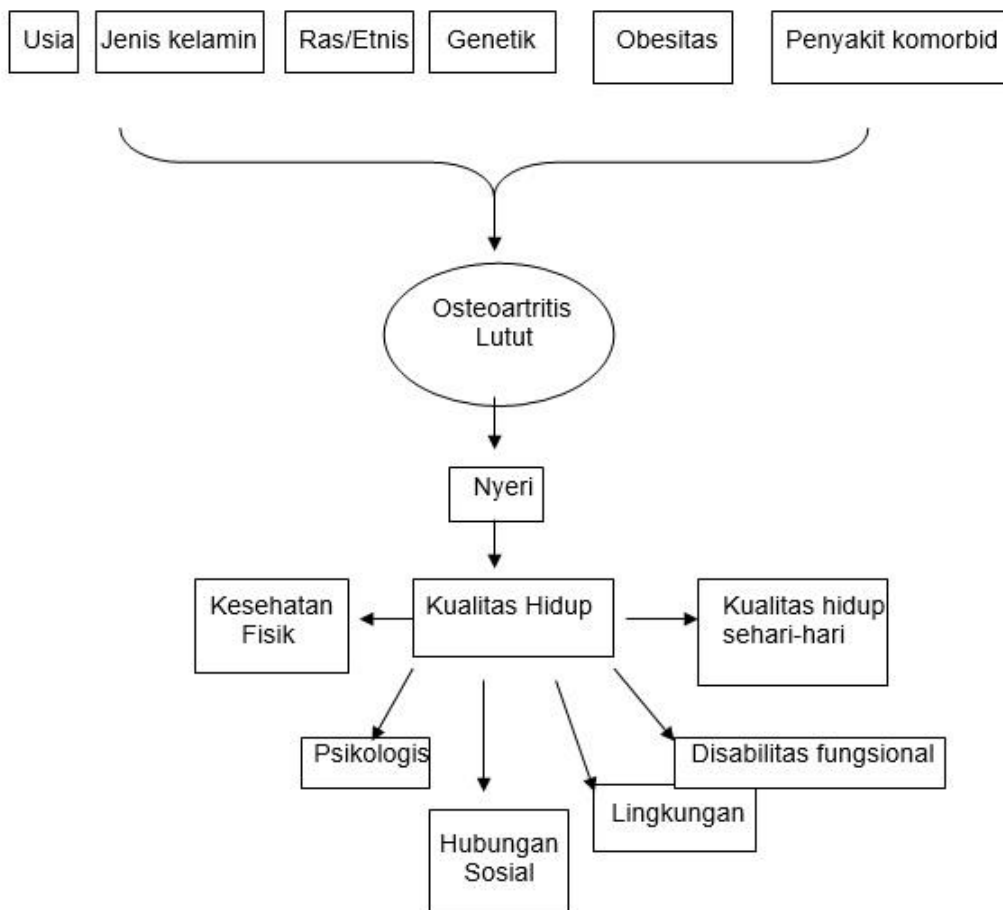 Usia
Jenis kelamin
Ras/Etnis
Genetik
Obesitas
Penyakit komorbid
Osteoartritis
Lutut
Nyeri
Kesehatan
Fisik
Kualitas Hidup
Kualitas hidup
sehari-hari
Psikologis
Disabilitas fungsional
Lingkungan
Hubungan
Sosial